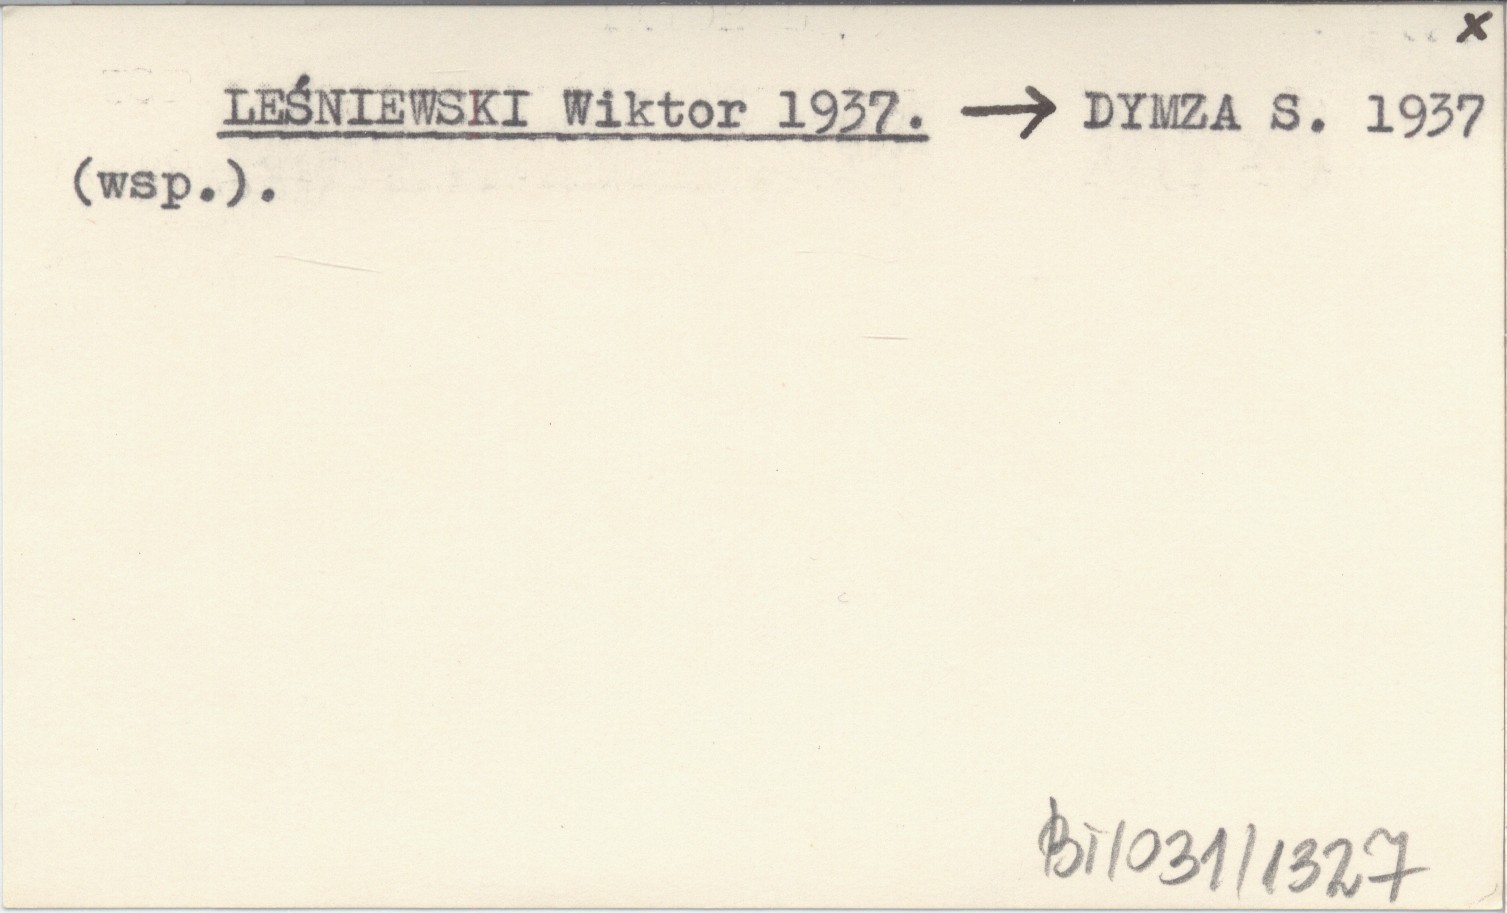 x
LEŚNIEWSKI Wiktor 1937. → DYMZA S. 1937
(wsp.).
BI/031/1327